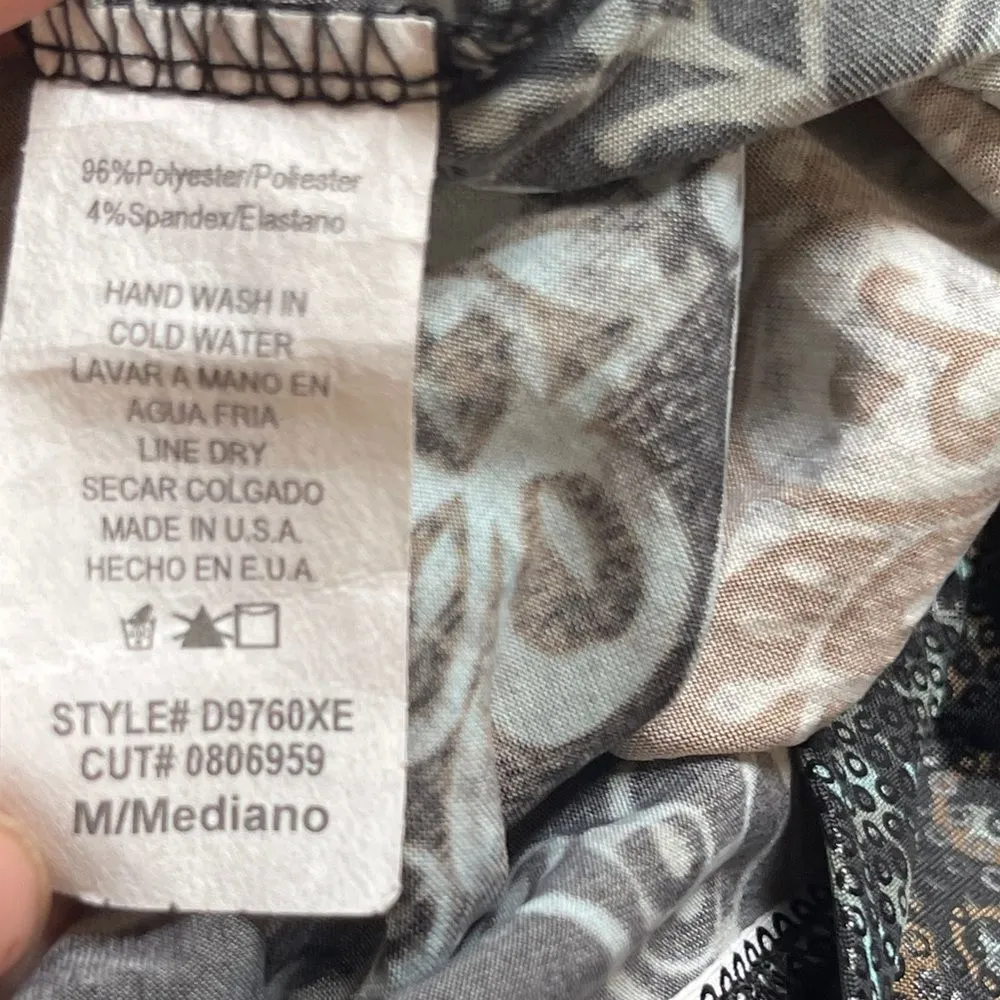 96%Polyester/Poliester
4%Spandex/Elastano
HAND WASH IN
COLD WATER
LAVAR A MANO EN
AGUA FRIA
LINE DRY
SECAR COLGADO
MADE IN U.S.A.
HECHO EN E.U.A
STYLE# D9760XE
CUT# 0806959
M/Mediano